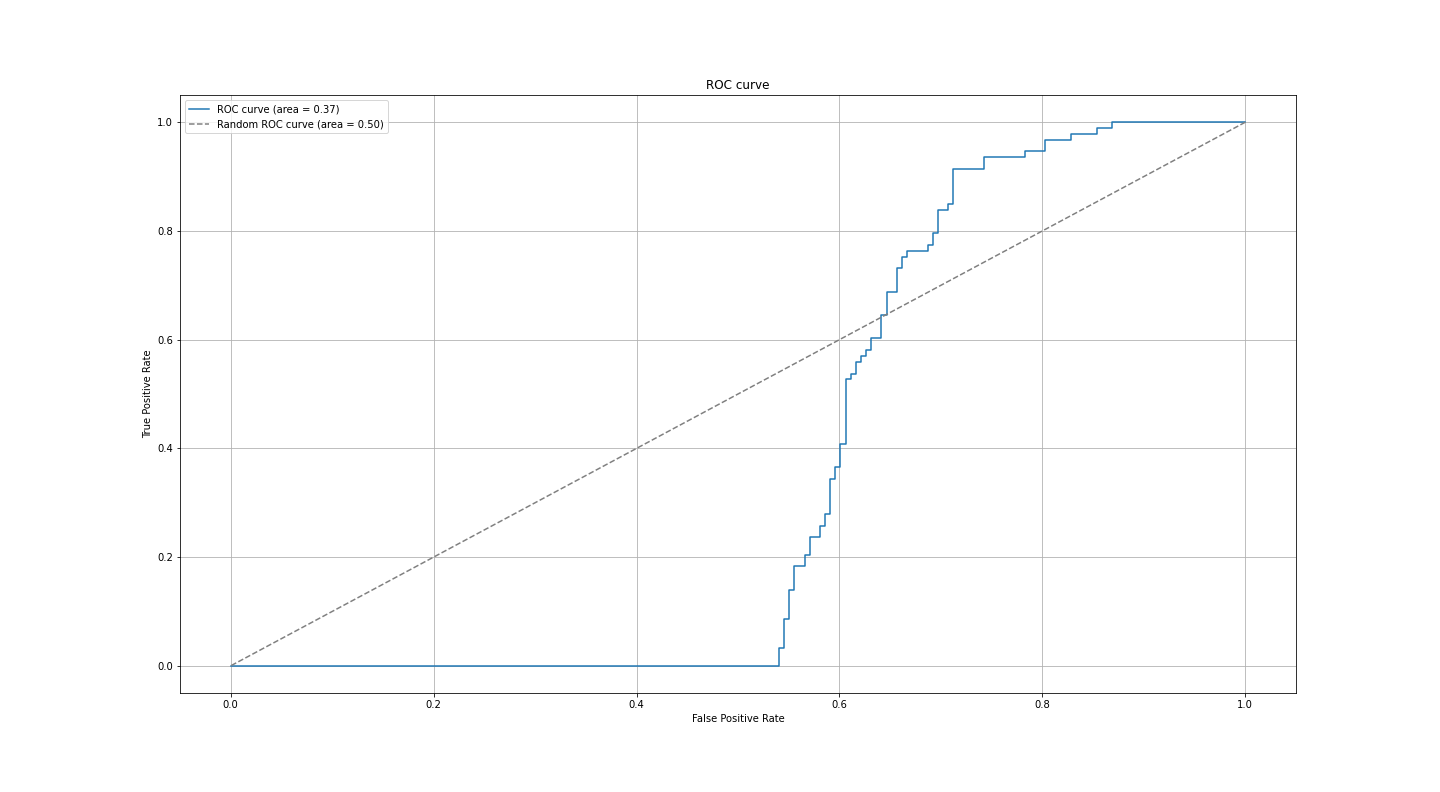 ROC curve
ROC curve (area = 0.37)
Random ROC curve (area = 0.50)
1.0
0.8
0.6
0.4
0.2
0.0
True Positive Rate
0.0 0.2 0.4 0.6 0.8 1.0
False Positive Rate